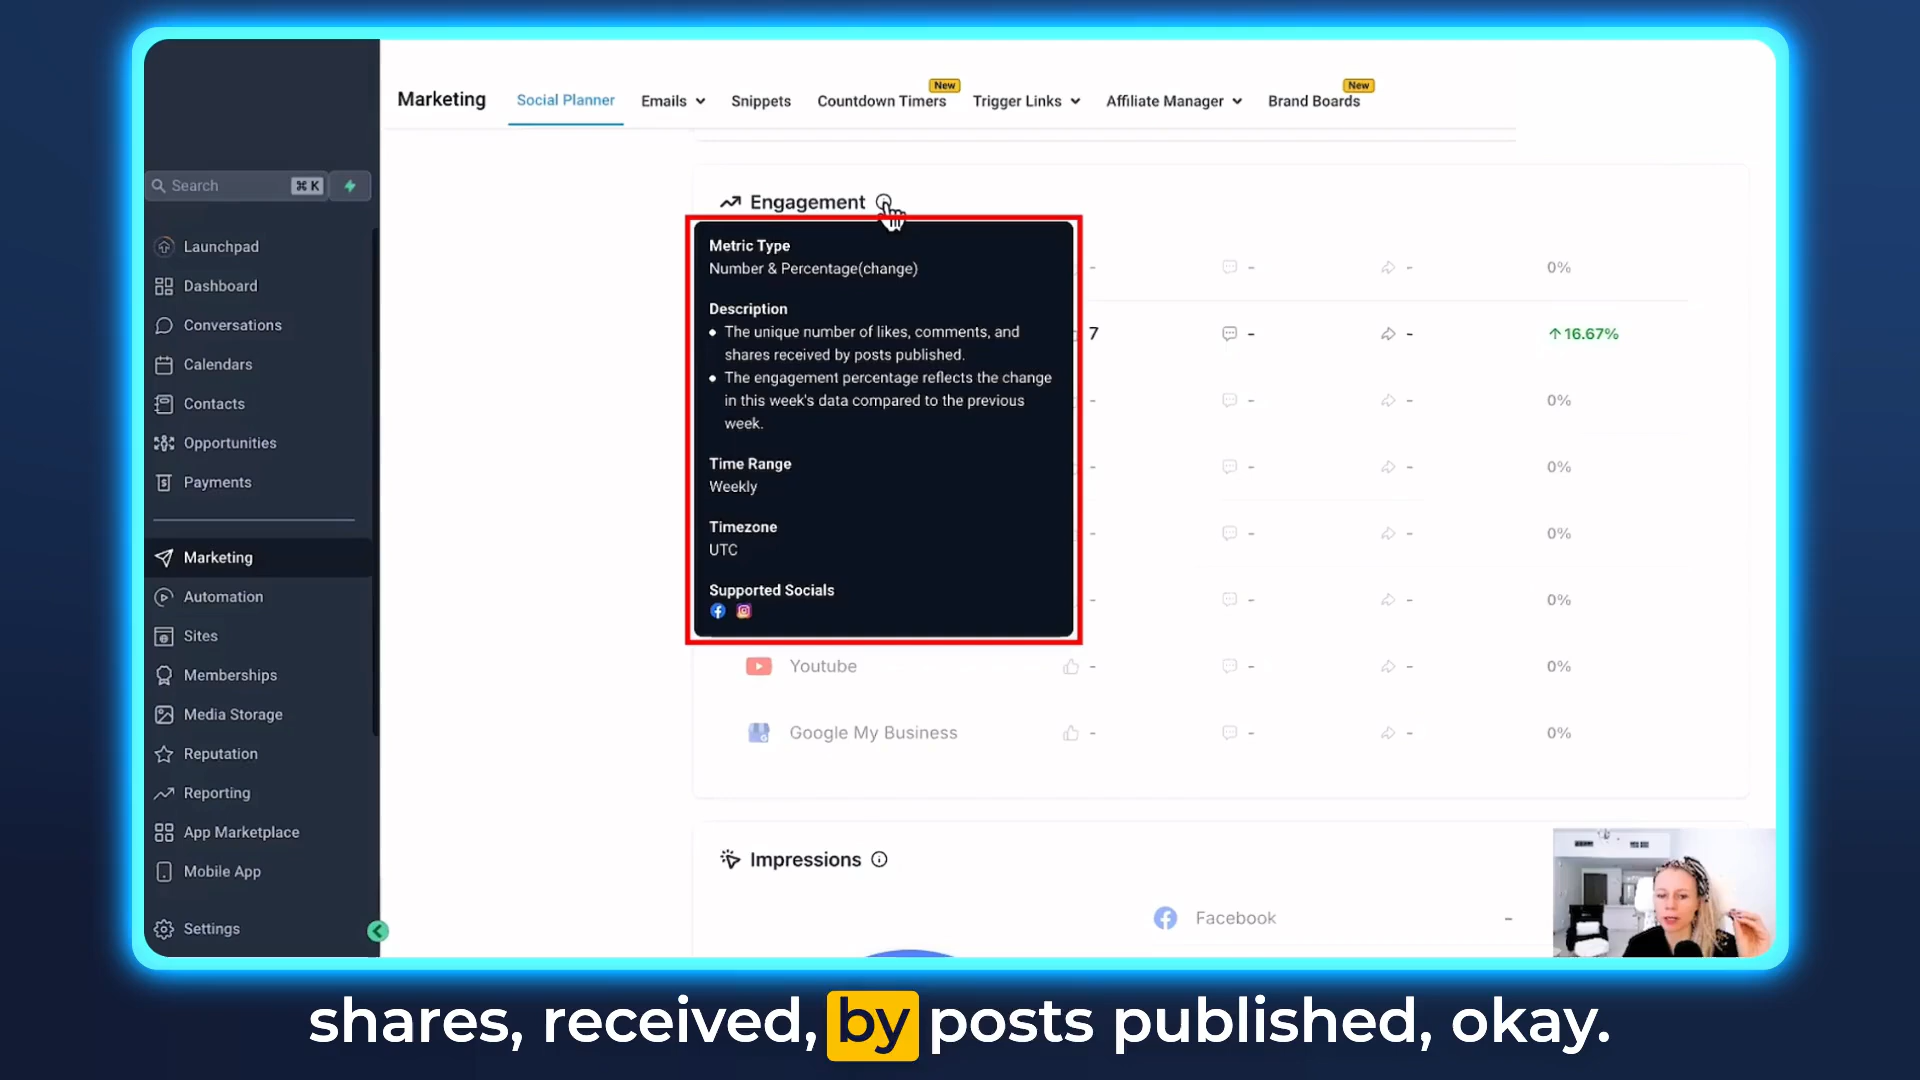 Marketing
Social Planner
Emails
Snippets
Countdown Timers
New
Trigger Links
Affiliate Manager
Brand Boards
New
Search
⌘ K
Launchpad
Dashboard
Conversations
Calendars
Contacts
Opportunities
Payments
Marketing
Automation
Sites
Memberships
Media Storage
Reputation
Reporting
App Marketplace
Mobile App
Settings
Engagement
Metric Type
Number & Percentage(change)
Description
• The unique number of likes, comments, and
shares received by posts published.
• The engagement percentage reflects the change
in this week's data compared to the previous
week.
Time Range
Weekly
Timezone
UTC
Supported Socials
- - - 0%
7 - - ↑16.67%
- - - 0%
- - - 0%
- - - 0%
- - - 0%
Youtube - - - 0%
Google My Business - - - 0%
Impressions
Facebook -
shares, received, by posts published, okay.